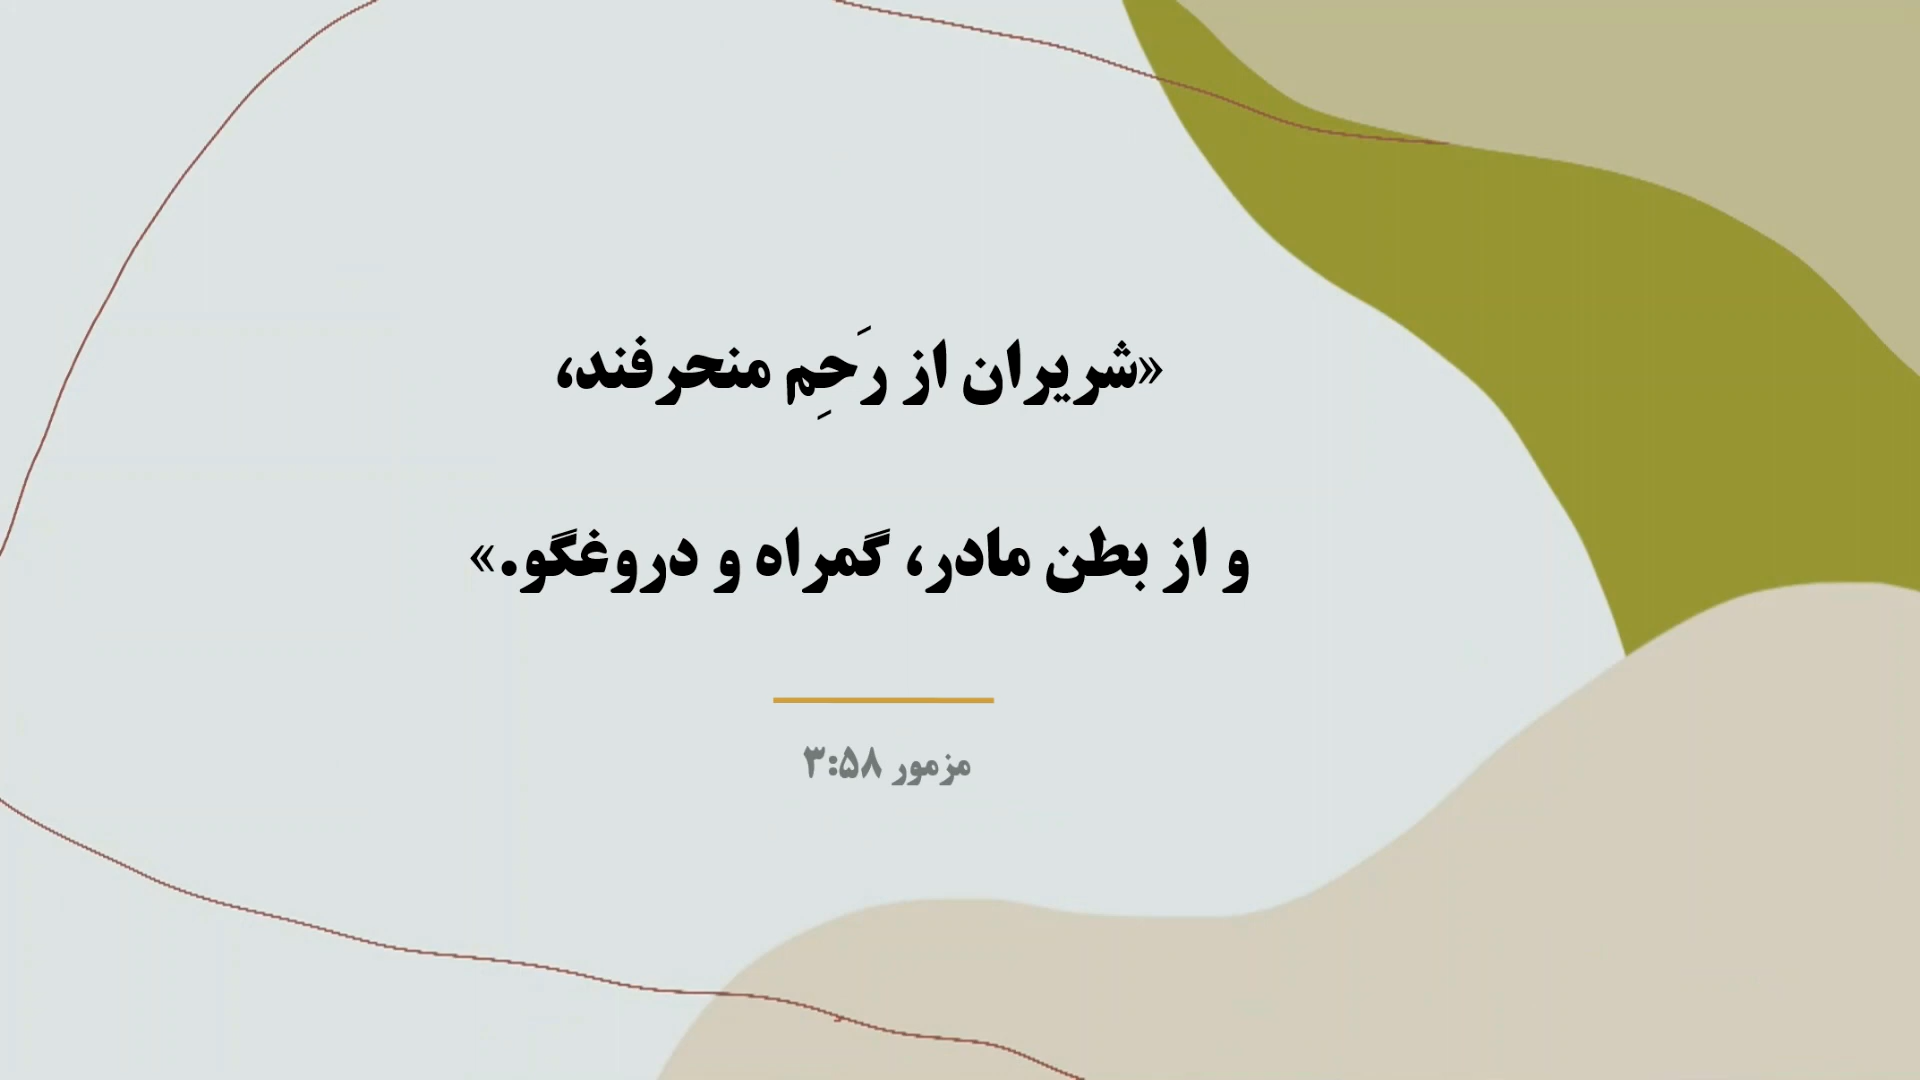 «شریران از رَحِم منحرفند،
و از بطن مادر، گمراه و دروغگو.»
مزمور ۳:۵۸